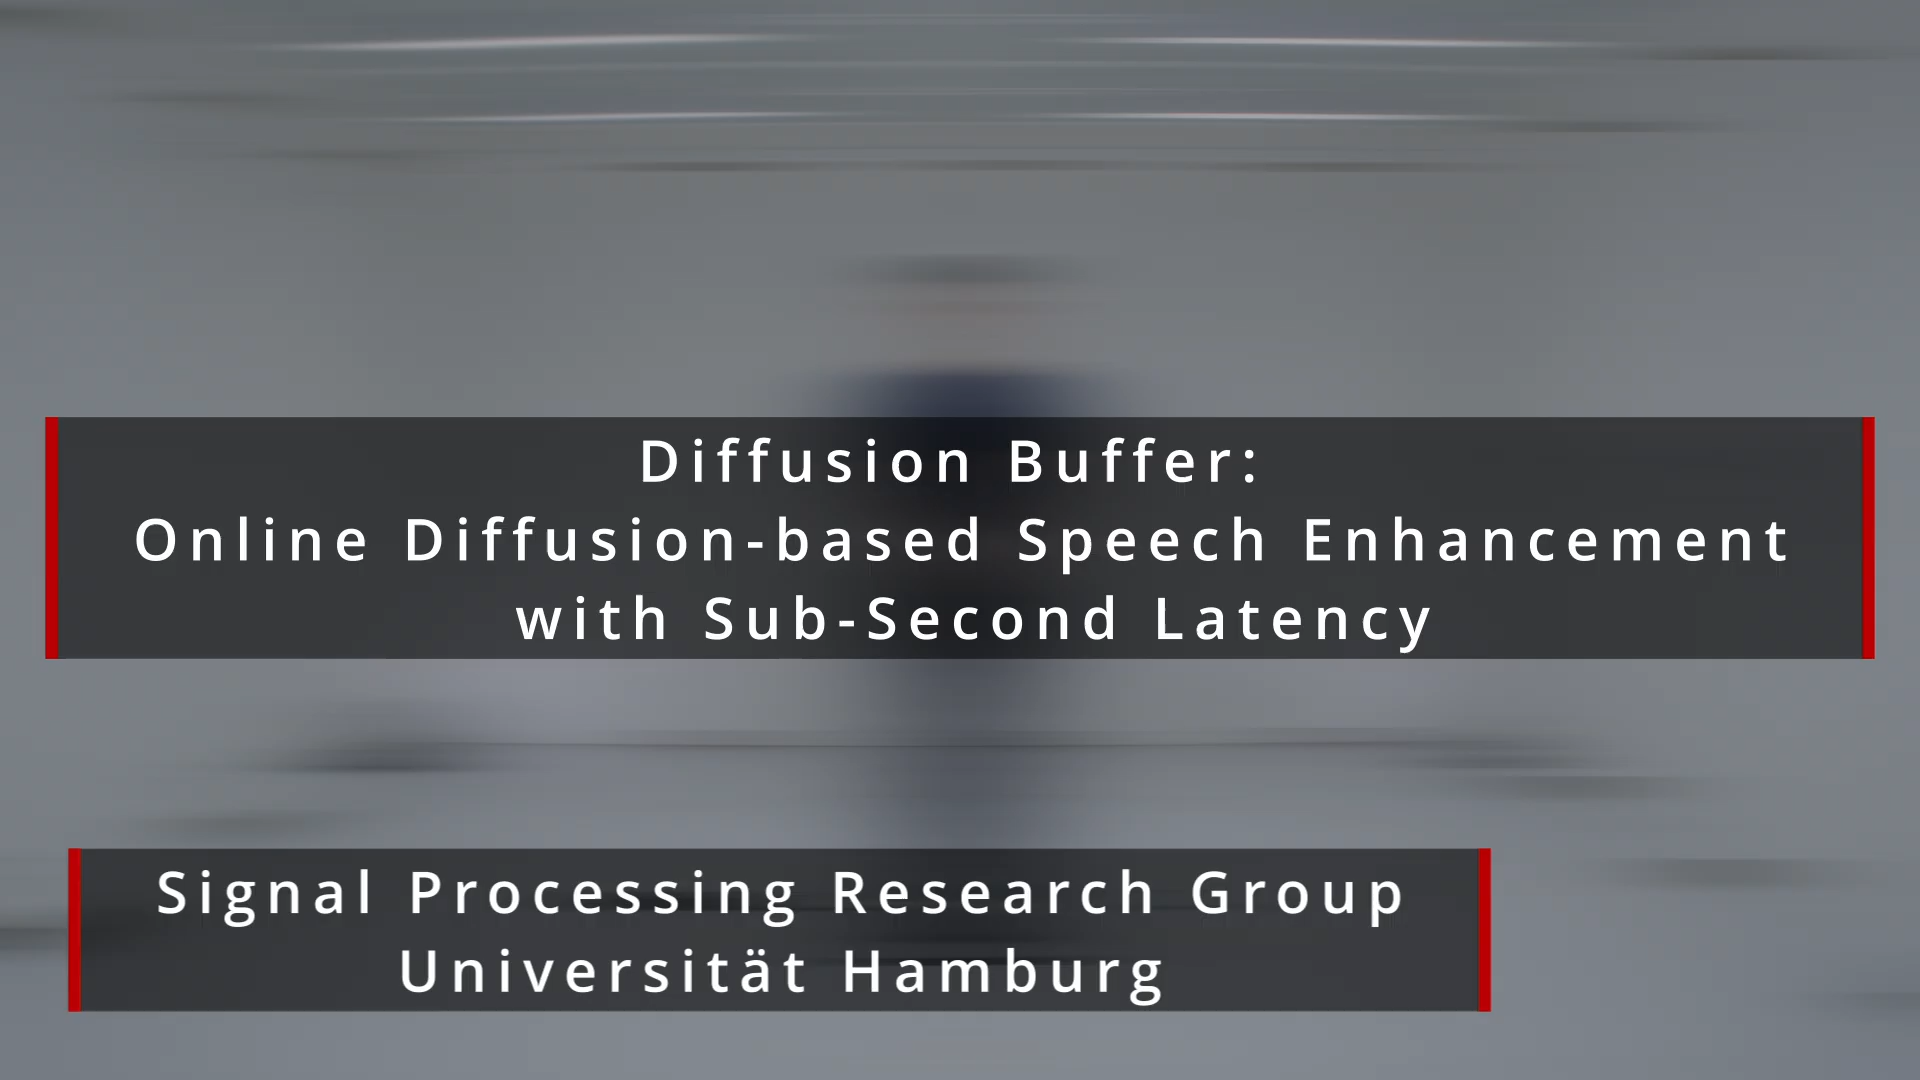 Diffusion Buffer:
Online Diffusion-based Speech Enhancement
with Sub-Second Latency
Signal Processing Research Group
Universität Hamburg